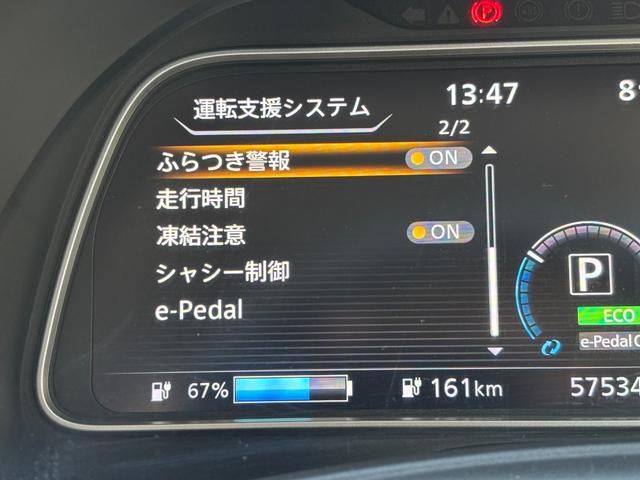 運転支援システム
13:47
8
2/2
ふらつき警報 ON
走行時間
凍結注意 ON
シャシー制御
e-Pedal
P
ECO
e-Pedal
67%
161km
57534